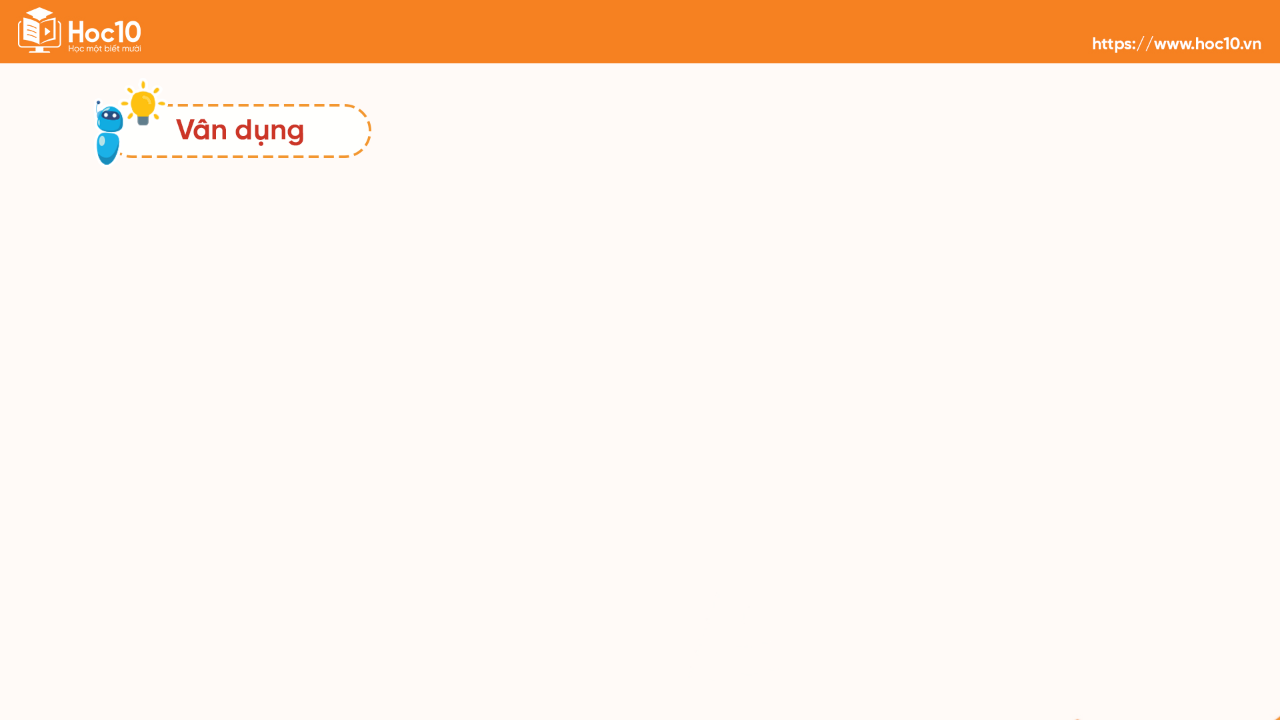 Hoc10
Học một biết mười
https://www.hoc10.vn
Vân dụng